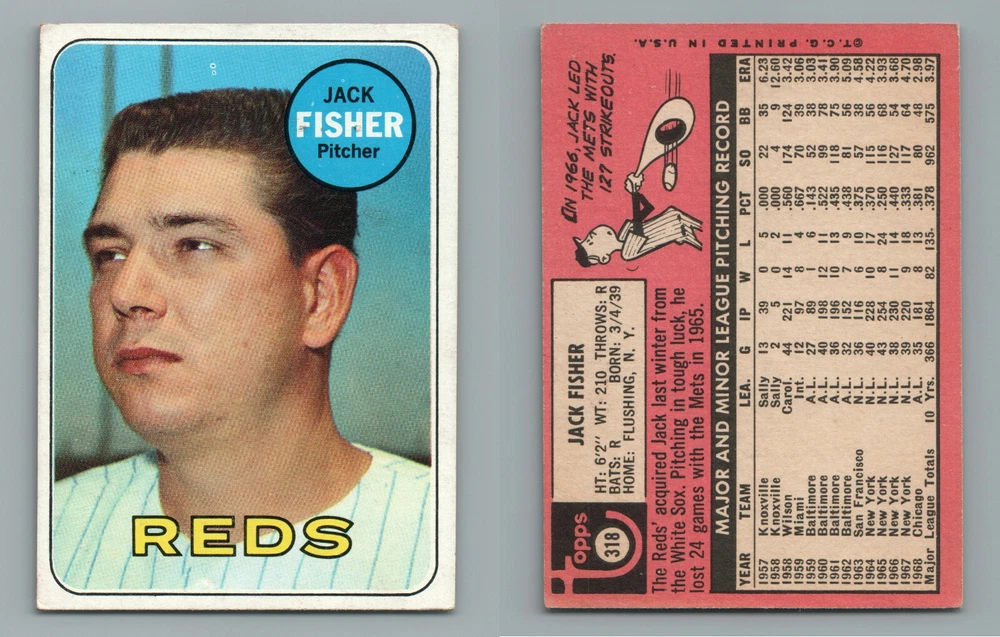 JACK
FISHER
Pitcher
REDS
©T.C.G. PRINTED IN U.S.A.
topps
318
JACK FISHER
HT: 6'2" WT: 210 THROWS: R
BATS: R BORN: 3/4/39
HOME: FLUSHING, N. Y.
ON 1966, JACK LED
THE METS WITH
127 STRIKEOUTS.
The Reds' acquired Jack last winter from
the White Sox. Pitching in tough luck, he
lost 24 games with the Mets in 1965.
MAJOR AND MINOR LEAGUE PITCHING RECORD
YEAR TEAM LEA. G IP W L PCT SO BB ERA
1957 Knoxville Sally 13 39 0 5 .000 22 35 6.23
1958 Knoxville Sally 2 5 0 2 .000 4 9 12.60
1958 Wilson Carol. 44 221 14 11 .560 174 124 3.42
1959 Miami Int. 12 97 8 4 .667 3.06
1959 Baltimore A.L. 27 89 1 6 .143 52 38 3.03
1960 Baltimore A.L. 40 198 12 11 .522 99 78 3.41
1961 Baltimore A.L. 36 196 10 13 .435 118 75 3.90
1962 Baltimore A.L. 32 152 7 9 .438 81 56 5.09
1963 San Francisco N.L. 36 116 6 10 .375 57 38 4.58
1964 New York N.L. 40 228 10 17 .370 115 56 4.22
1965 New York N.L. 43 254 8 24 .250 116 68 3.93
1966 New York N.L. 38 230 11 14 .440 127 54 3.68
1967 New York N.L. 39 220 9 18 .333 117 64 4.70
1968 Chicago A.L. 35 181 8 13 .381 80 48 2.98
Major League Totals 10 Yrs. 366 1864 82 135 .378 962 575 3.97